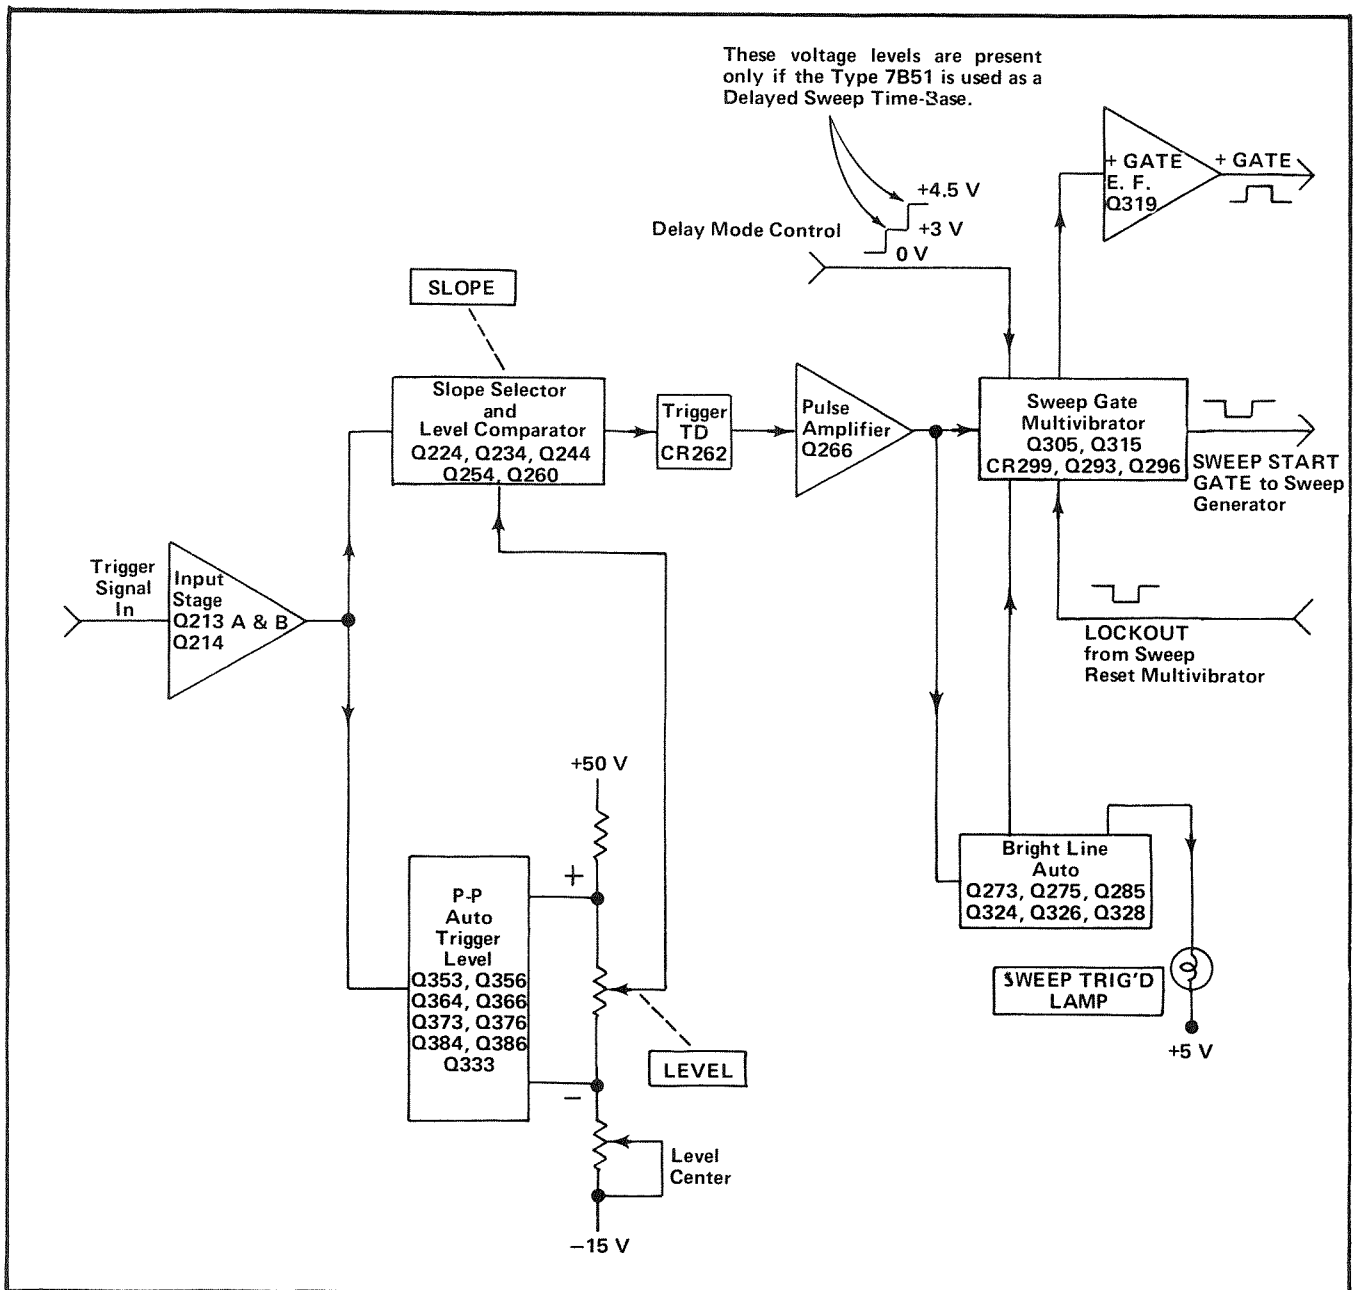 These voltage levels are present
only if the Type 7B51 is used as a
Delayed Sweep Time-Base.
+4.5 V
+3 V
0 V
Delay Mode Control
+ GATE
E. F.
Q319
+ GATE
SLOPE
Slope Selector
and
Level Comparator
Q224, Q234, Q244
Q254, Q260
Trigger
TD
CR262
Pulse
Amplifier
Q266
Sweep Gate
Multivibrator
Q305, Q315
CR299, Q293, Q296
SWEEP START
GATE to Sweep
Generator
Trigger
Signal
In
Input
Stage
Q213 A & B
Q214
LOCKOUT
from Sweep
Reset Multivibrator
+50 V
+
P-P
Auto
Trigger
Level
Q353, Q356
Q364, Q366
Q373, Q376
Q384, Q386
Q333
−
LEVEL
Level
Center
−15 V
Bright Line
Auto
Q273, Q275, Q285
Q324, Q326, Q328
SWEEP TRIG'D
LAMP
+5 V